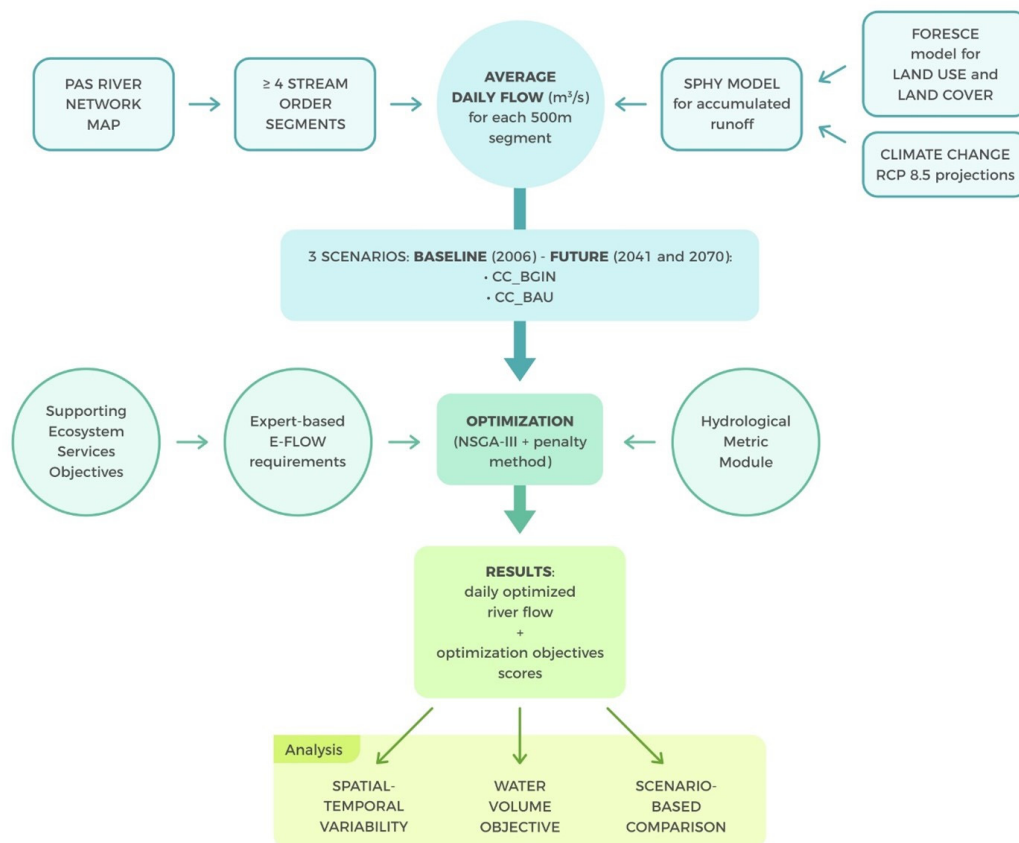 PAS RIVER
NETWORK
MAP
≥ 4 STREAM
ORDER
SEGMENTS
AVERAGE
DAILY FLOW (m³/s)
for each 500m
segment
SPHY MODEL
for accumulated
runoff
FORESCE
model for
LAND USE and
LAND COVER
CLIMATE CHANGE
RCP 8.5 projections
3 SCENARIOS: BASELINE (2006) - FUTURE (2041 and 2070):
• CC_BGIN
• CC_BAU
Supporting
Ecosystem
Services
Objectives
Expert-based
E-FLOW
requirements
OPTIMIZATION
(NSGA-III + penalty
method)
Hydrological
Metric
Module
RESULTS:
daily optimized
river flow
+
optimization objectives
scores
Analysis
SPATIAL-
TEMPORAL
VARIABILITY
WATER
VOLUME
OBJECTIVE
SCENARIO-
BASED
COMPARISON